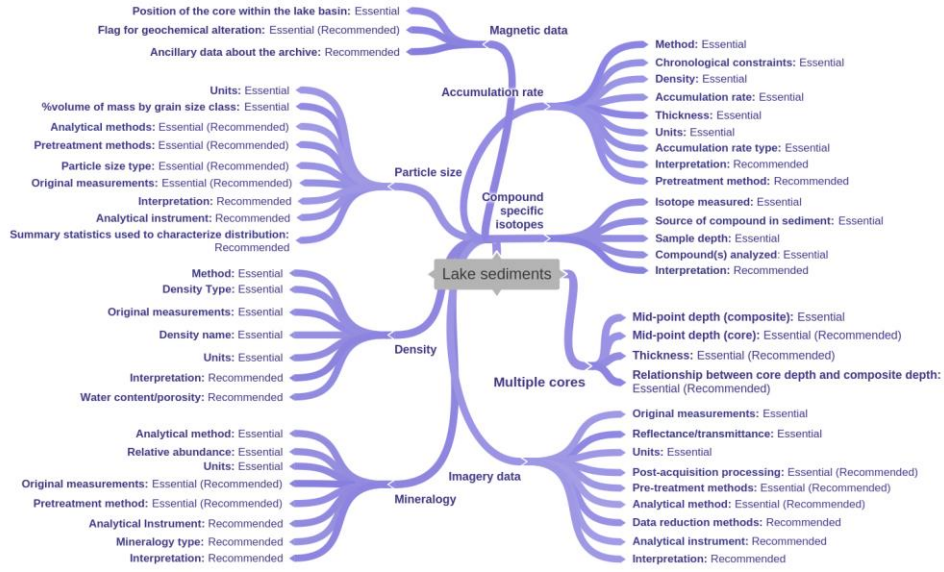 Position of the core within the lake basin: Essential
Flag for geochemical alteration: Essential (Recommended)
Ancillary data about the archive: Recommended
Magnetic data
Units: Essential
%volume of mass by grain size class: Essential
Analytical methods: Essential (Recommended)
Pretreatment methods: Essential (Recommended)
Particle size type: Essential (Recommended)
Original measurements: Essential (Recommended)
Interpretation: Recommended
Analytical instrument: Recommended
Summary statistics used to characterize distribution:
Recommended
Particle size
Method: Essential
Density Type: Essential
Original measurements: Essential
Density name: Essential
Units: Essential
Interpretation: Recommended
Water content/porosity: Recommended
Density
Analytical method: Essential
Relative abundance: Essential
Units: Essential
Original measurements: Essential (Recommended)
Pretreatment method: Essential (Recommended)
Analytical Instrument: Recommended
Mineralogy type: Recommended
Interpretation: Recommended
Mineralogy
Lake sediments
Accumulation rate
Method: Essential
Chronological constraints: Essential
Density: Essential
Accumulation rate: Essential
Thickness: Essential
Units: Essential
Accumulation rate type: Essential
Interpretation: Recommended
Pretreatment method: Recommended
Compound
specific
isotopes
Isotope measured: Essential
Source of compound in sediment: Essential
Sample depth: Essential
Compound(s) analyzed: Essential
Interpretation: Recommended
Multiple cores
Mid-point depth (composite): Essential
Mid-point depth (core): Essential (Recommended)
Thickness: Essential (Recommended)
Relationship between core depth and composite depth:
Essential (Recommended)
Imagery data
Original measurements: Essential
Reflectance/transmittance: Essential
Units: Essential
Post-acquisition processing: Essential (Recommended)
Pre-treatment methods: Essential (Recommended)
Analytical method: Essential (Recommended)
Data reduction methods: Recommended
Analytical instrument: Recommended
Interpretation: Recommended